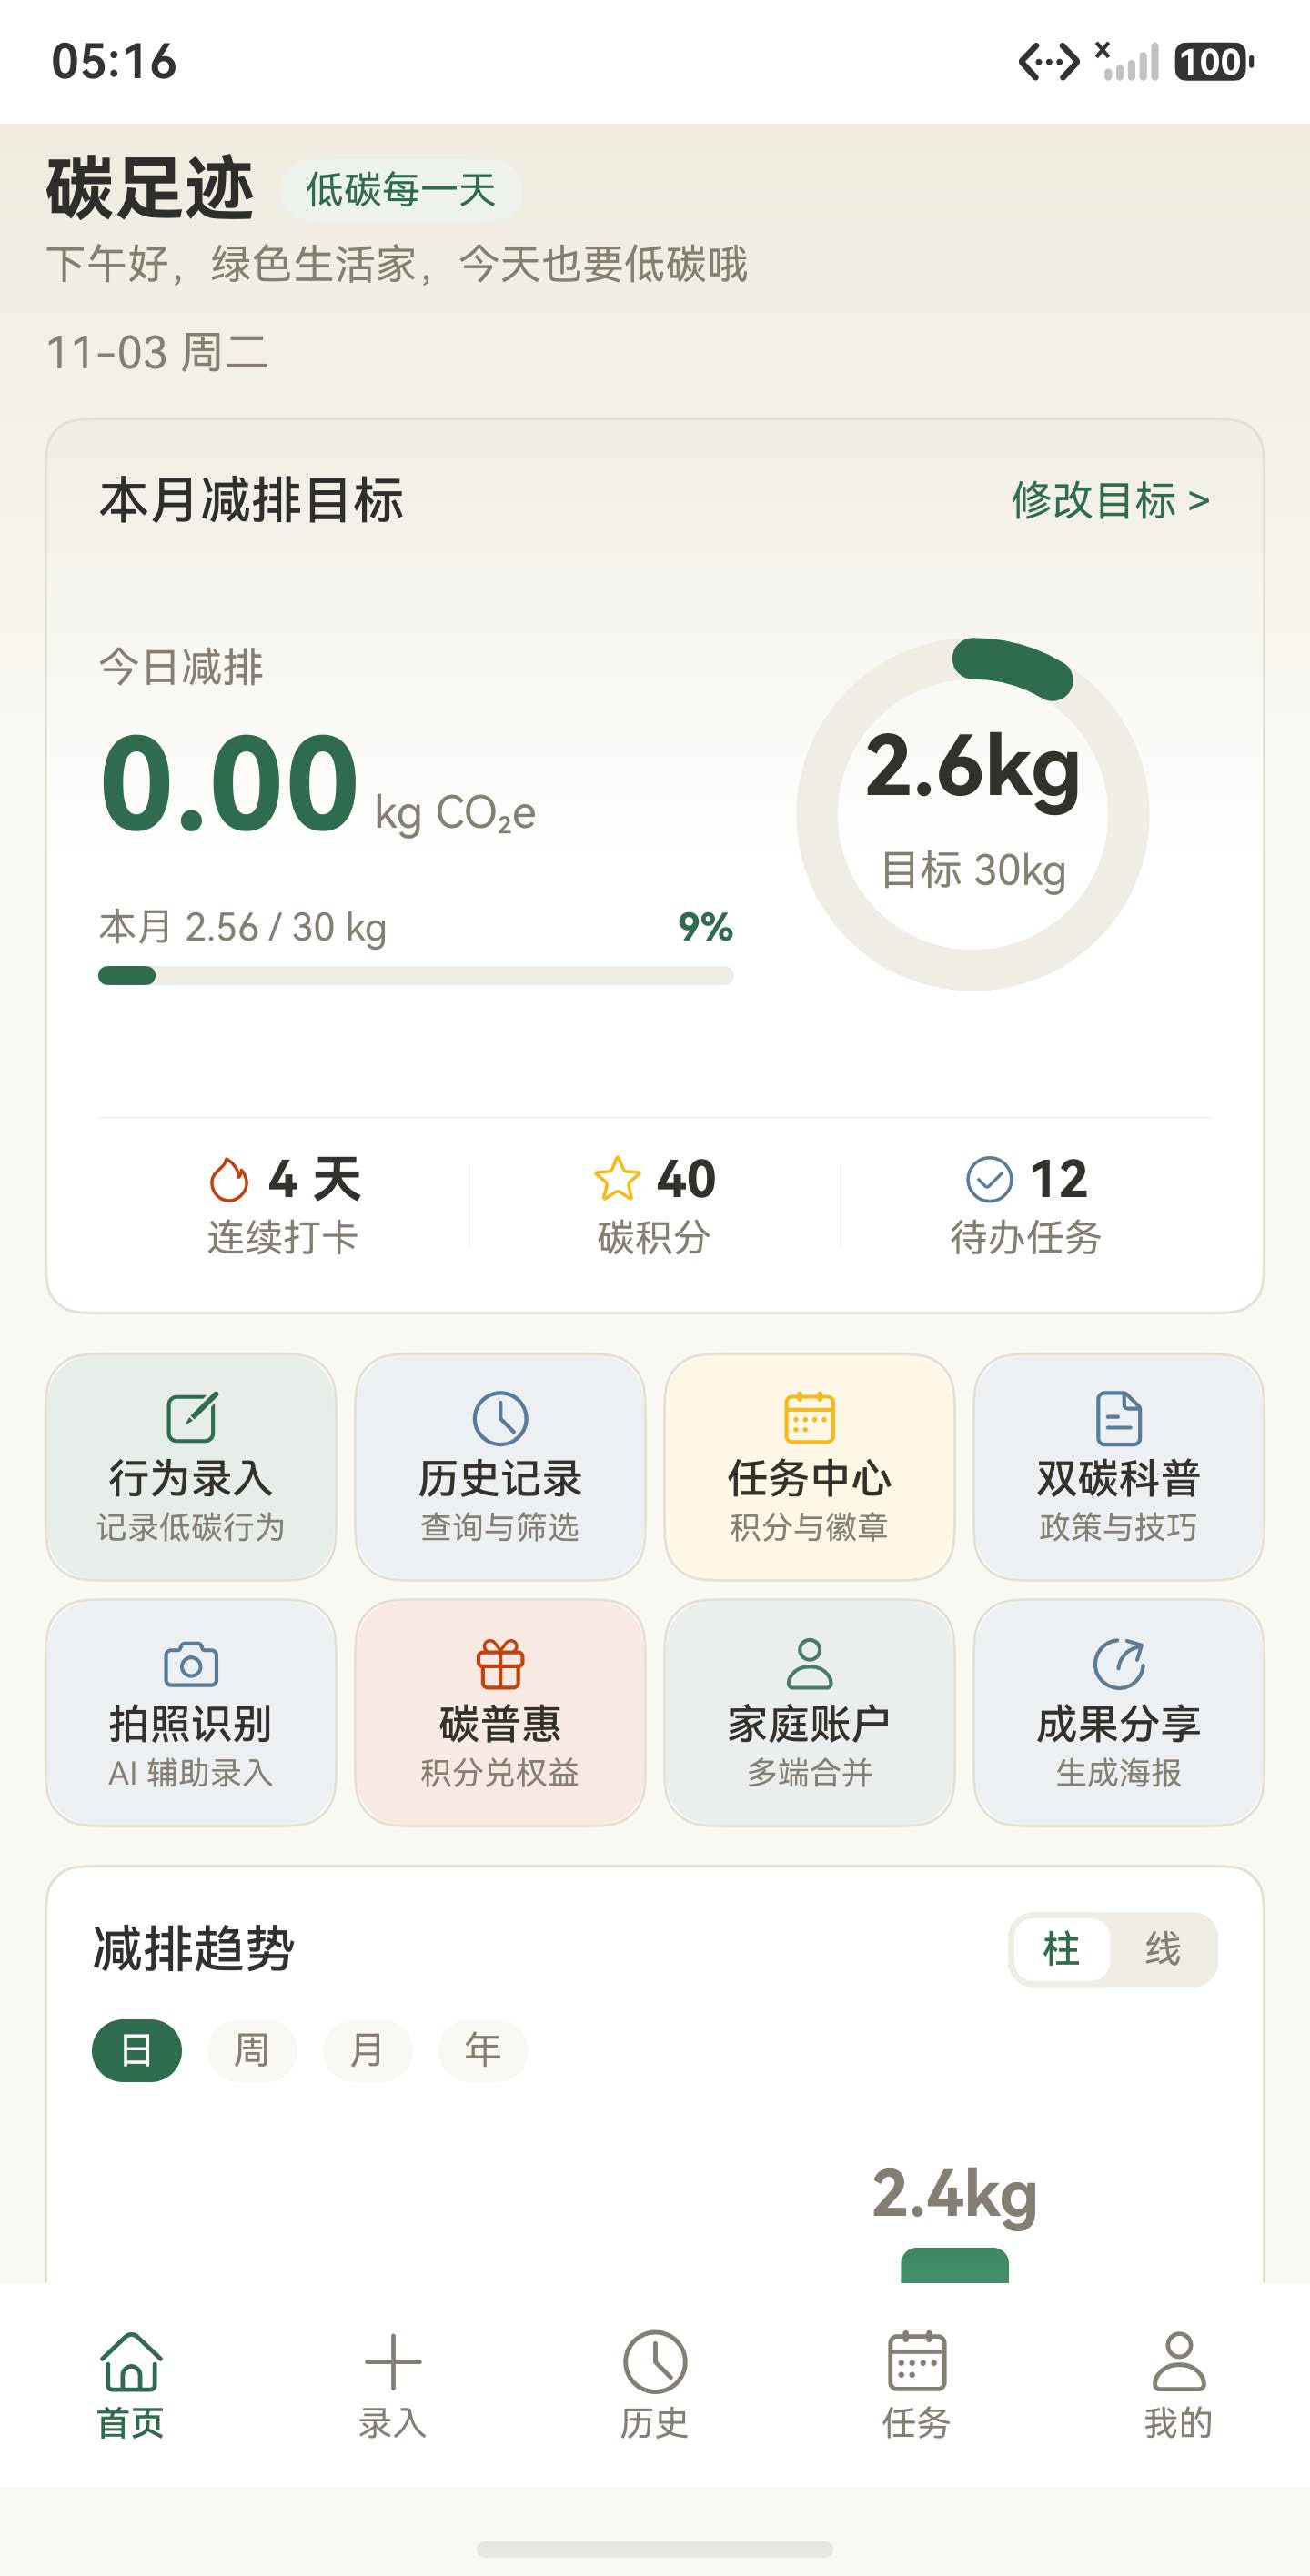 05:16
100
碳足迹 低碳每一天
下午好，绿色生活家，今天也要低碳哦
11-03 周二
本月减排目标 修改目标 >
今日减排
0.00 kg CO₂e
2.6kg
目标 30kg
本月 2.56 / 30 kg 9%
4 天 40 12
连续打卡 碳积分 待办任务
行为录入 历史记录 任务中心 双碳科普
记录低碳行为 查询与筛选 积分与徽章 政策与技巧
拍照识别 碳普惠 家庭账户 成果分享
AI 辅助录入 积分兑权益 多端合并 生成海报
减排趋势 柱 线
日 周 月 年
2.4kg
首页 录入 历史 任务 我的